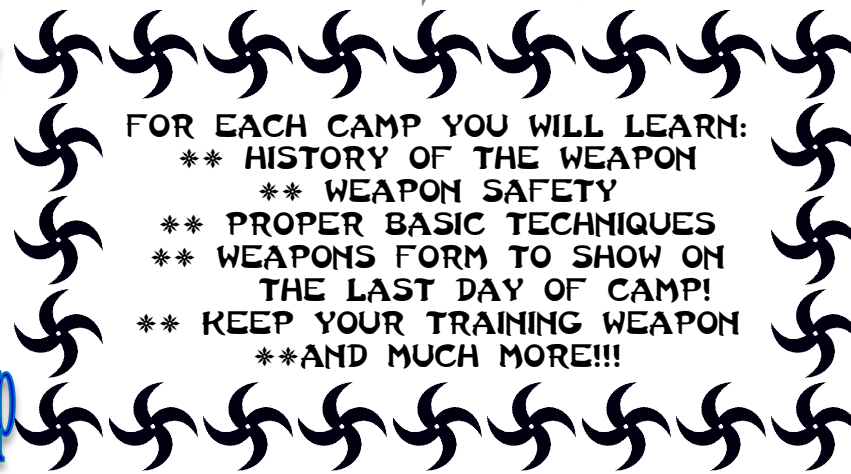 FOR EACH CAMP YOU WILL LEARN:
** HISTORY OF THE WEAPON
** WEAPON SAFETY
** PROPER BASIC TECHNIQUES
** WEAPONS FORM TO SHOW ON
THE LAST DAY OF CAMP!
** KEEP YOUR TRAINING WEAPON
**AND MUCH MORE!!!